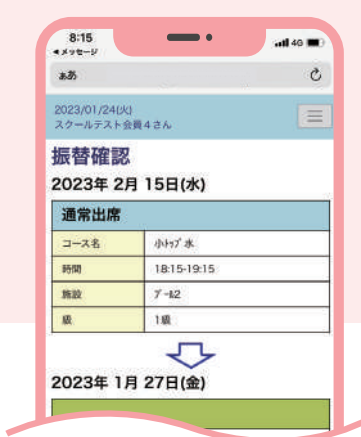 8:15
4G
◀メッセージ
ああ
2023/01/24(火)
スクールテスト会員4さん
振替確認
2023年 2月 15日(水)
通常出席
コース名 小ﾄｯﾌﾟ水
時間 18:15-19:15
施設 ﾌﾟｰﾙ2
級 1級
2023年 1月 27日(金)